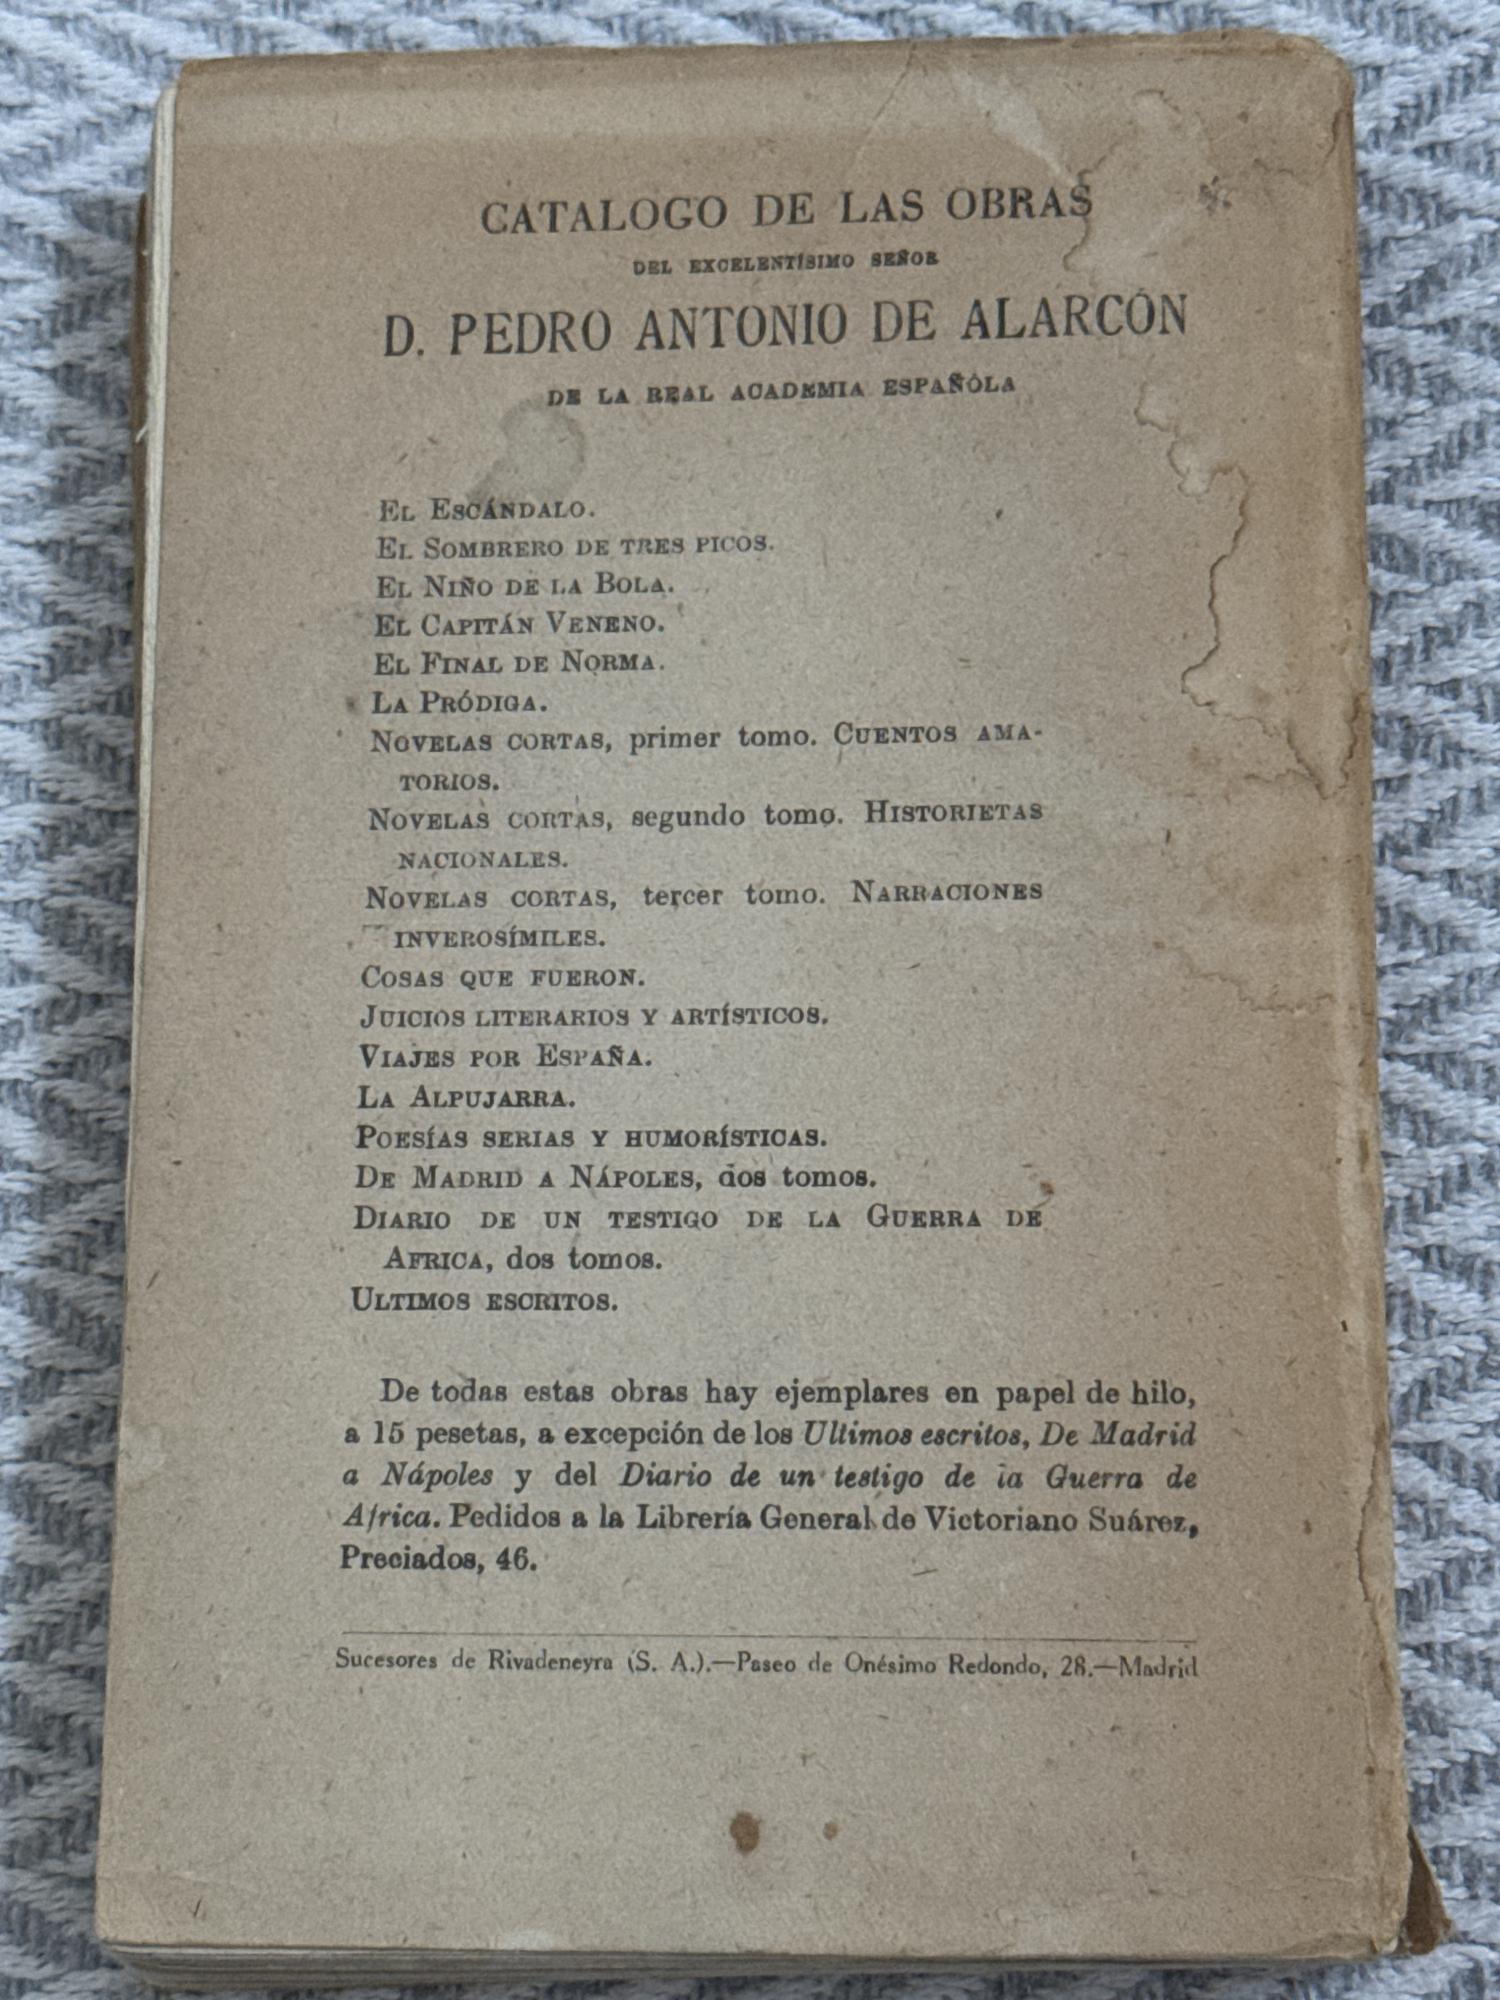 CATALOGO DE LAS OBRAS
DEL EXCELENTÍSIMO SEÑOR
D. PEDRO ANTONIO DE ALARCÓN
DE LA REAL ACADEMIA ESPAÑOLA
EL ESCÁNDALO.
EL SOMBRERO DE TRES PICOS.
EL NIÑO DE LA BOLA.
EL CAPITÁN VENENO.
EL FINAL DE NORMA.
LA PRÓDIGA.
NOVELAS CORTAS, primer tomo. CUENTOS AMA-
TORIOS.
NOVELAS CORTAS, segundo tomo. HISTORIETAS
NACIONALES.
NOVELAS CORTAS, tercer tomo. NARRACIONES
INVEROSÍMILES.
COSAS QUE FUERON.
JUICIOS LITERARIOS Y ARTÍSTICOS.
VIAJES POR ESPAÑA.
LA ALPUJARRA.
POESÍAS SERIAS Y HUMORÍSTICAS.
DE MADRID A NÁPOLES, dos tomos.
DIARIO DE UN TESTIGO DE LA GUERRA DE
AFRICA, dos tomos.
ULTIMOS ESCRITOS.
De todas estas obras hay ejemplares en papel de hilo,
a 15 pesetas, a excepción de los Ultimos escritos, De Madrid
a Nápoles y del Diario de un testigo de la Guerra de
Africa. Pedidos a la Librería General de Victoriano Suárez,
Preciados, 46.
Sucesores de Rivadeneyra (S. A.).—Paseo de Onésimo Redondo, 28.—Madrid